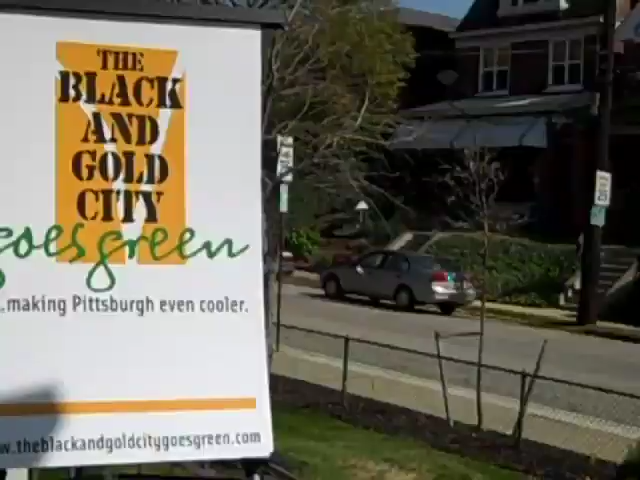 THE
BLACK
AND
GOLD
CITY
goes green
...making Pittsburgh even cooler.
www.theblackandgoldcitygoesgreen.com